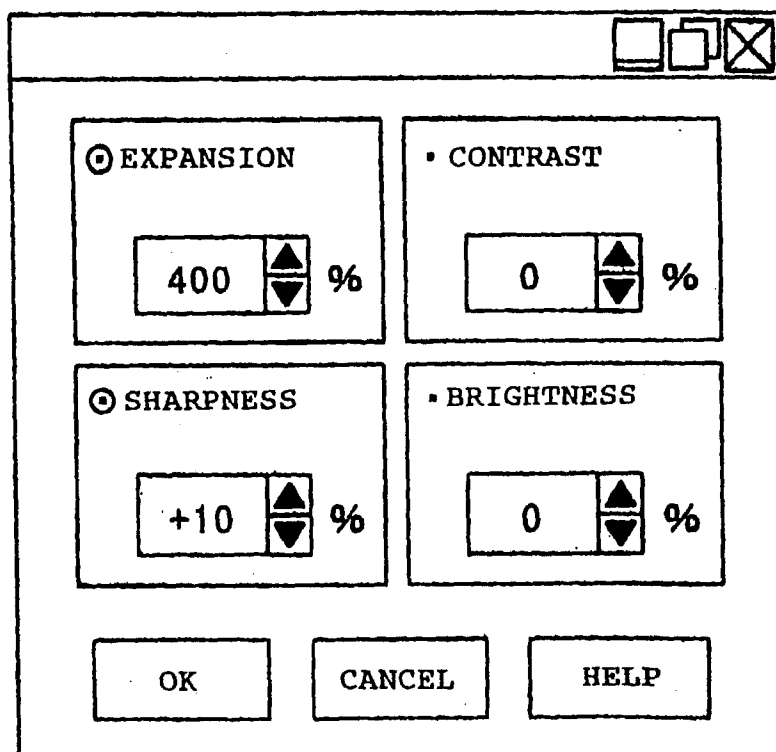 ⊙ EXPANSION
▪ CONTRAST
400 %
0 %
⊙ SHARPNESS
▪ BRIGHTNESS
+10 %
0 %
OK
CANCEL
HELP